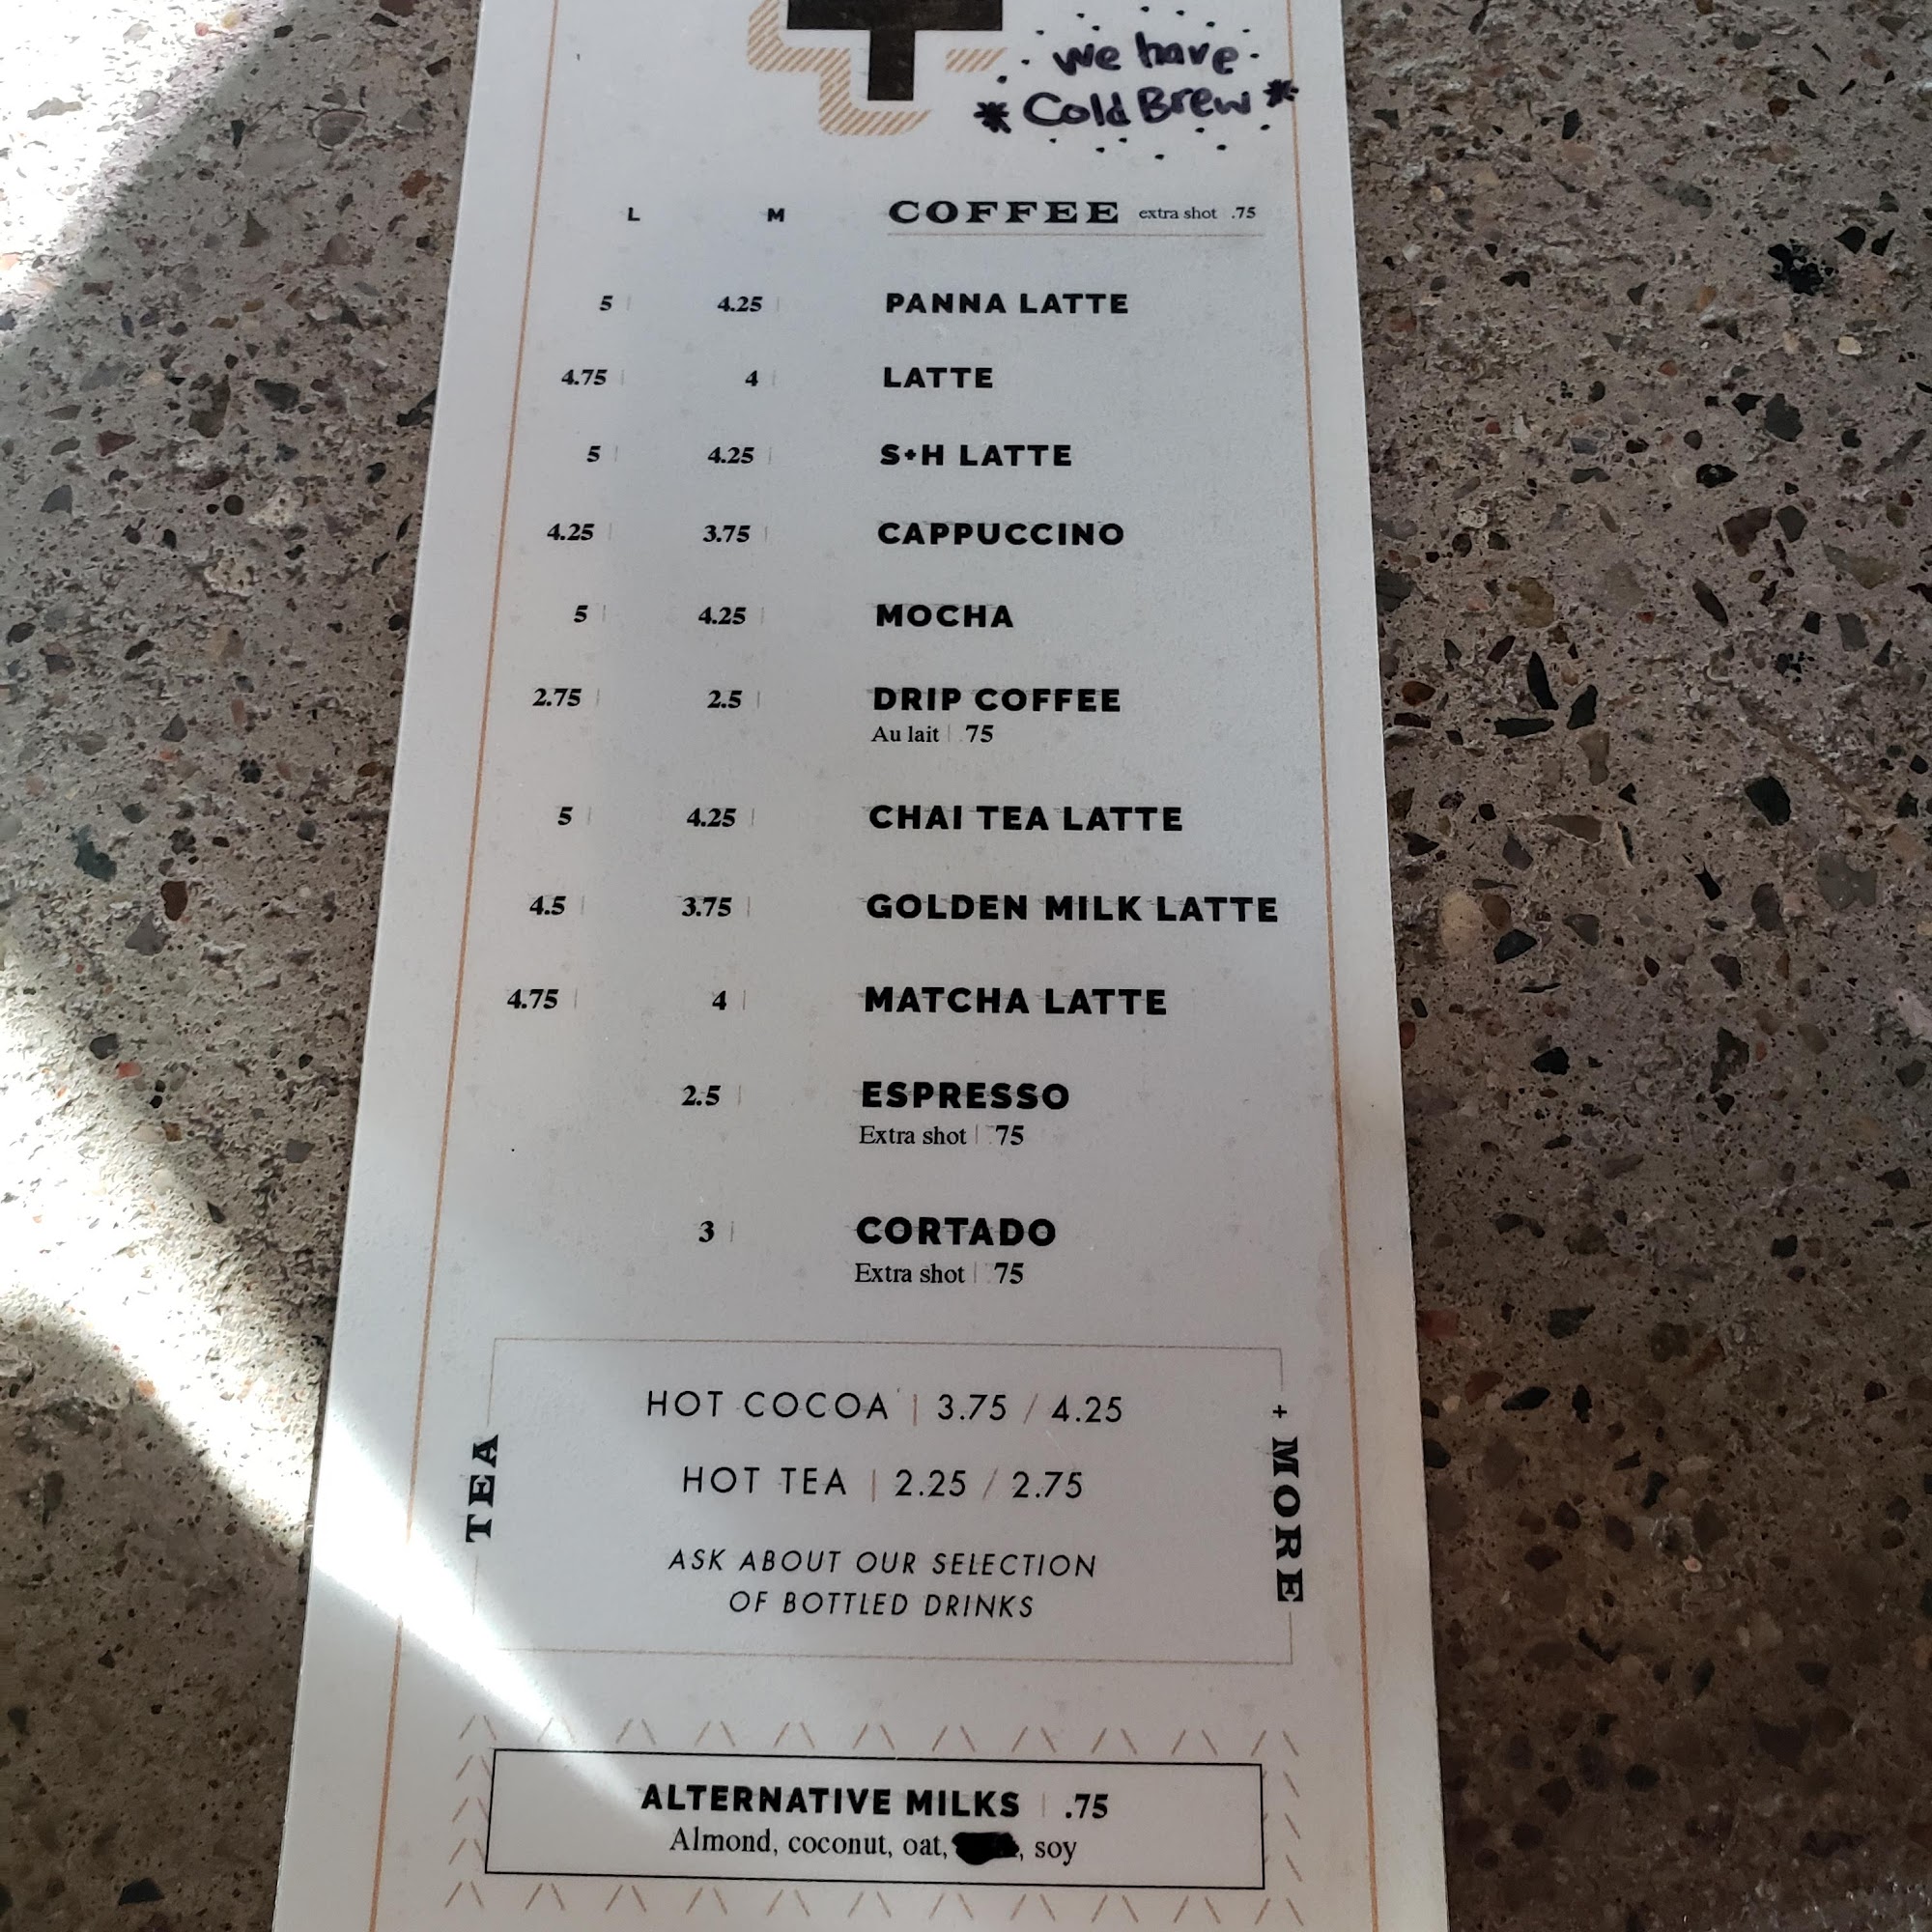 we have
* Cold Brew *
L M COFFEE extra shot .75
5 | 4.25 | PANNA LATTE
4.75 | 4 | LATTE
5 | 4.25 | S+H LATTE
4.25 | 3.75 | CAPPUCCINO
5 | 4.25 | MOCHA
2.75 | 2.5 | DRIP COFFEE
Au lait | .75
5 | 4.25 | CHAI TEA LATTE
4.5 | 3.75 | GOLDEN MILK LATTE
4.75 | 4 | MATCHA LATTE
2.5 | ESPRESSO
Extra shot | .75
3 | CORTADO
Extra shot | .75
TEA
HOT COCOA | 3.75 / 4.25
HOT TEA | 2.25 / 2.75
ASK ABOUT OUR SELECTION
OF BOTTLED DRINKS
+ MORE
ALTERNATIVE MILKS | .75
Almond, coconut, oat, , soy